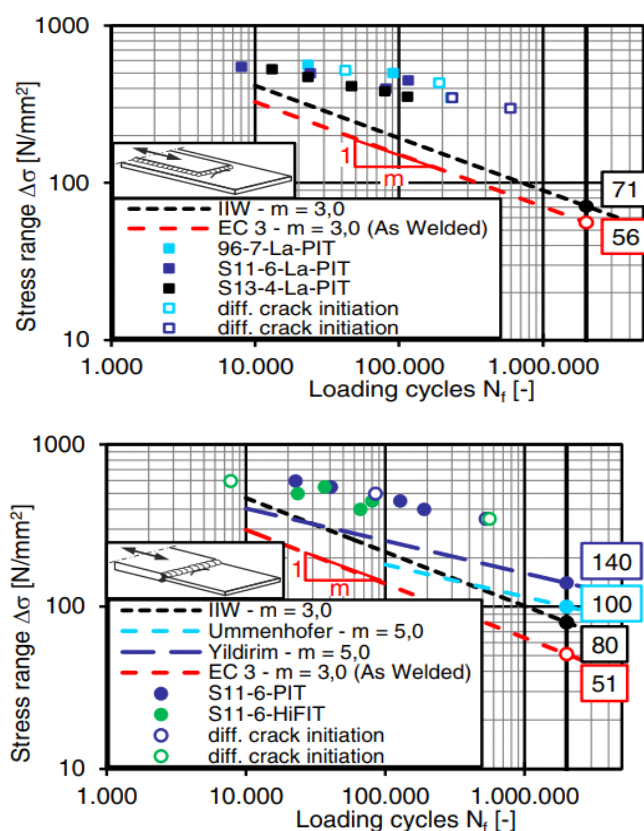 1000
100
10
Stress range Δσ [N/mm²]
1
m
71
56
IIW - m = 3,0
EC 3 - m = 3,0 (As Welded)
96-7-La-PIT
S11-6-La-PIT
S13-4-La-PIT
diff. crack initiation
diff. crack initiation
1.000 10.000 100.000 1.000.000
Loading cycles Nf [-]
1000
100
10
Stress range Δσ [N/mm²]
1
m
140
100
80
51
IIW - m = 3,0
Ummenhofer - m = 5,0
Yildirim - m = 5,0
EC 3 - m = 3,0 (As Welded)
S11-6-PIT
S11-6-HiFIT
diff. crack initiation
diff. crack initiation
1.000 10.000 100.000 1.000.000
Loading cycles Nf [-]